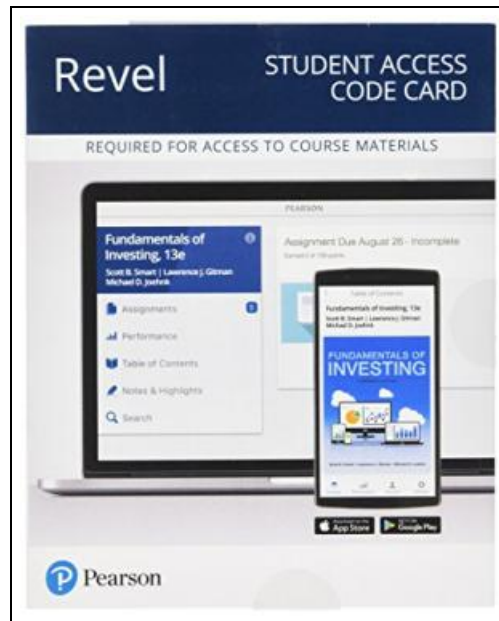 Revel
STUDENT ACCESS
CODE CARD
REQUIRED FOR ACCESS TO COURSE MATERIALS
PEARSON
Fundamentals of
Investing, 13e
Scott B. Smart | Lawrence J. Gitman
Michael D. Joehnk
Assignments
Performance
Table of Contents
Notes & Highlights
Search
Assignment Due August 26 - Incomplete
Table of Contents
Fundamentals of Investing, 13e
Scott B. Smart | Lawrence J. Gitman
Michael D. Joehnk
FUNDAMENTALS OF
INVESTING
App Store
Google Play
Pearson